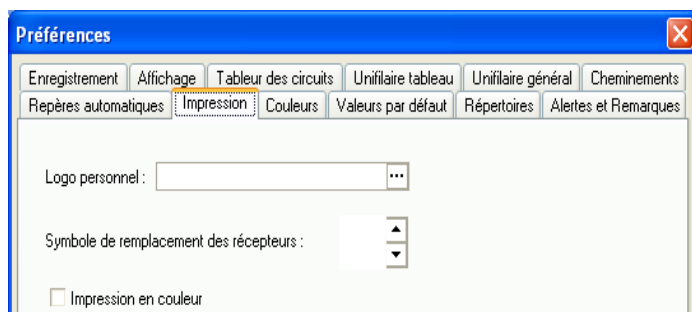 Préférences
Enregistrement Affichage Tableur des circuits Unifilaire tableau Unifilaire général Cheminements
Repères automatiques Impression Couleurs Valeurs par défaut Répertoires Alertes et Remarques
Logo personnel : ...
Symbole de remplacement des récepteurs :
Impression en couleur